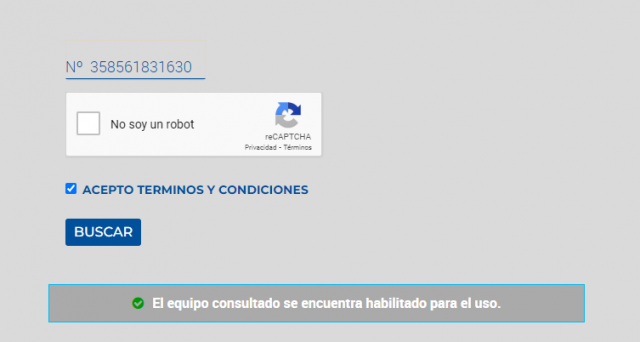 Nº 358561831630
No soy un robot
reCAPTCHA
Privacidad - Términos
ACEPTO TERMINOS Y CONDICIONES
BUSCAR
El equipo consultado se encuentra habilitado para el uso.